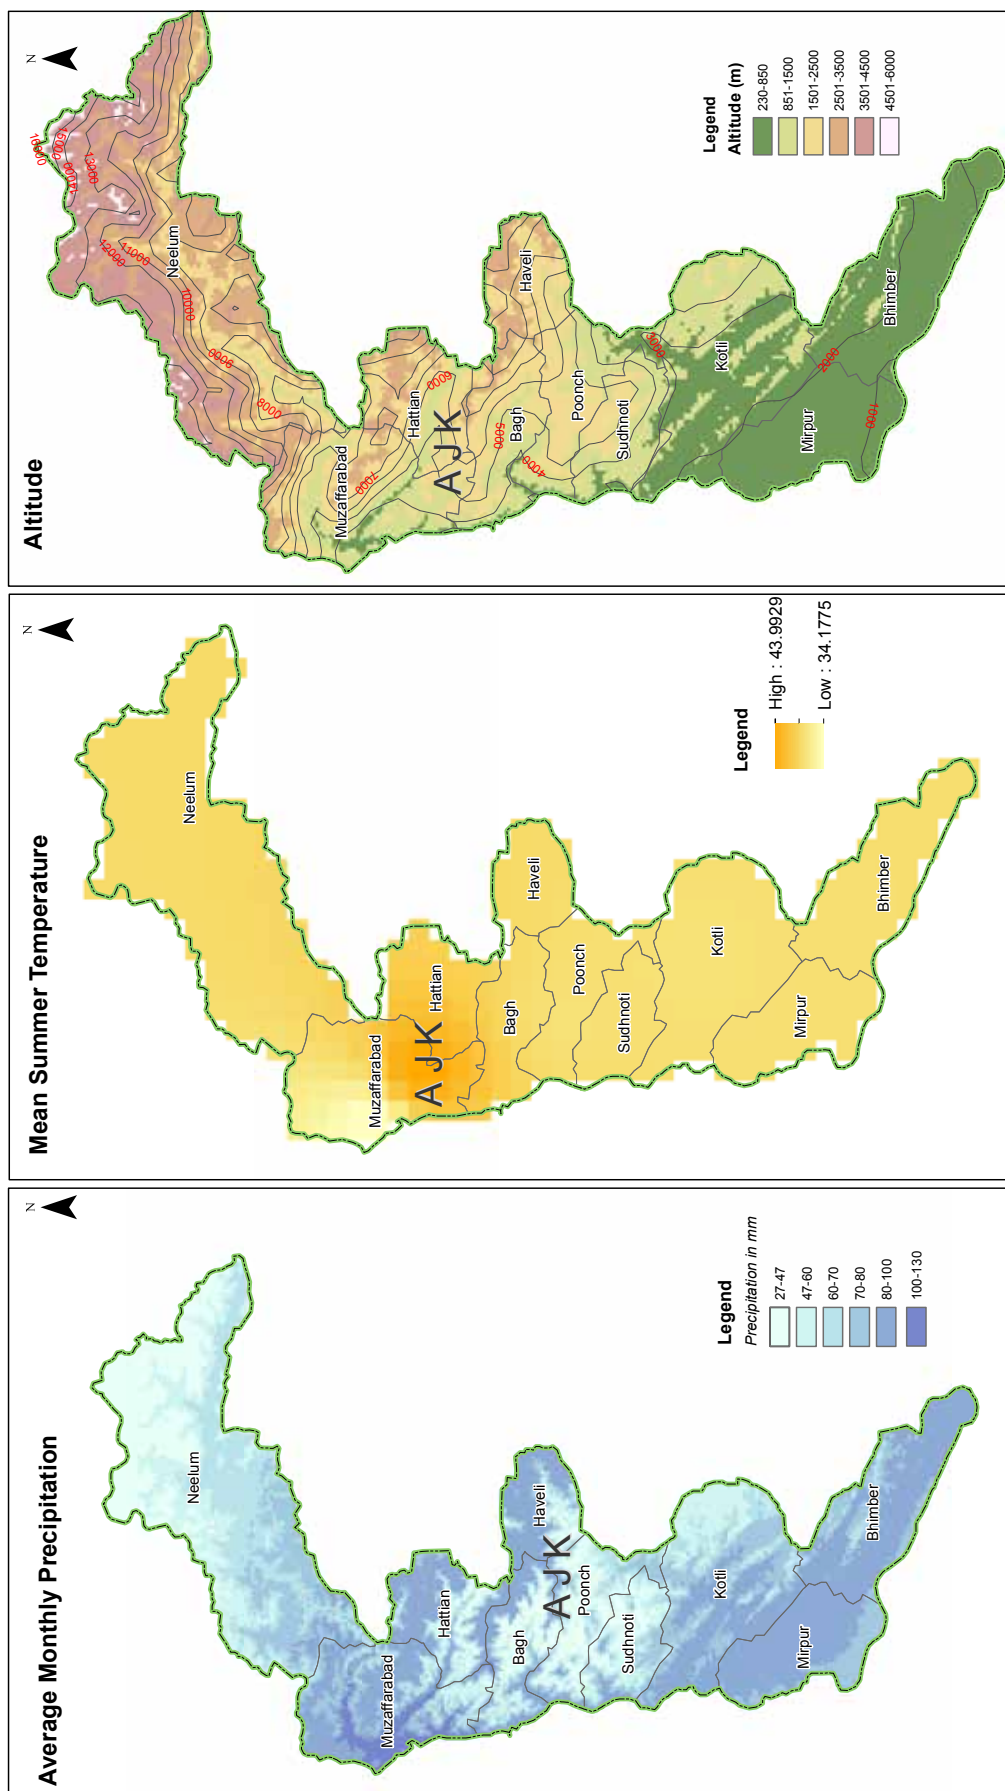 Average Monthly Precipitation
N
Neelum
Muzaffarabad
Hattian
Bagh
Haveli
AJK
Poonch
Sudhnoti
Kotli
Mirpur
Bhimber
Legend
Precipitation in mm
27-47
47-60
60-70
70-80
80-100
100-130
Mean Summer Temperature
N
Neelum
Muzaffarabad
Hattian
AJK
Bagh
Haveli
Poonch
Sudhnoti
Kotli
Mirpur
Bhimber
Legend
High : 43.9929
Low : 34.1775
Altitude
N
16000
15000
14000
13000
12000
11000
Neelum
10000
9000
8000
Muzaffarabad
7000
Hattian
6000
AJK
5000
Bagh
Haveli
4000
Poonch
Sudhnoti
3000
Kotli
2000
Mirpur
Bhimber
1000
Legend
Altitude (m)
230-850
851-1500
1501-2500
2501-3500
3501-4500
4501-6000